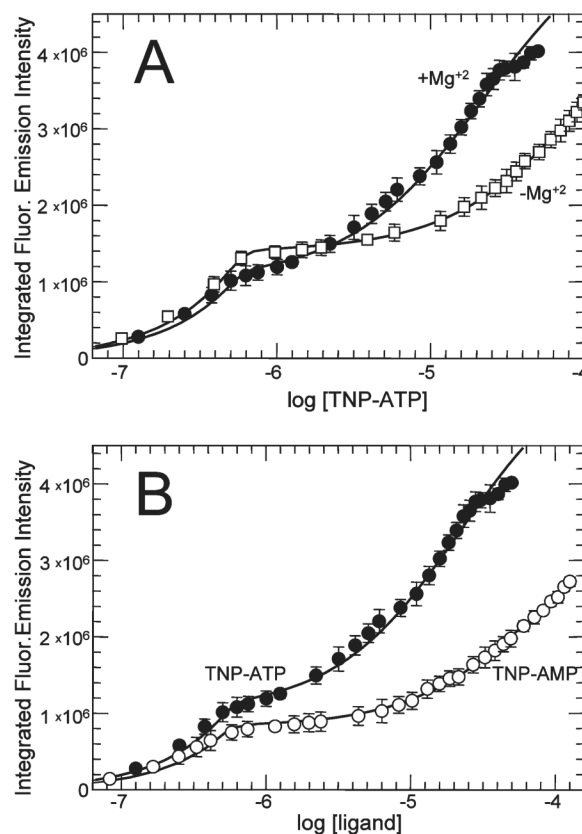 A
Integrated Fluor. Emission Intensity
4 ×10⁶
3 ×10⁶
2 ×10⁶
1 ×10⁶
0
+Mg⁺²
-Mg⁺²
-7 -6 -5 -4
log [TNP-ATP]
B
Integrated Fluor.Emission Intensity
4 ×10⁶
3 ×10⁶
2 ×10⁶
1 ×10⁶
0
TNP-ATP
TNP-AMP
-7 -6 -5 -4
log [ligand]